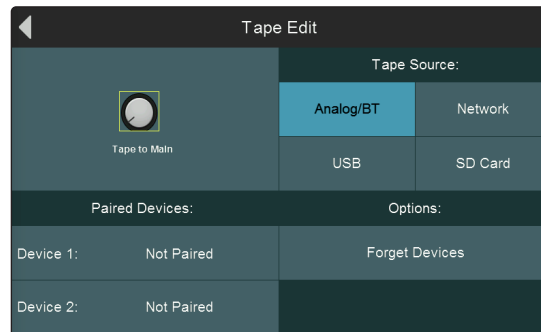 Tape Edit
Tape Source:
Analog/BT
Network
Tape to Main
USB
SD Card
Paired Devices:
Options:
Device 1:
Not Paired
Forget Devices
Device 2:
Not Paired